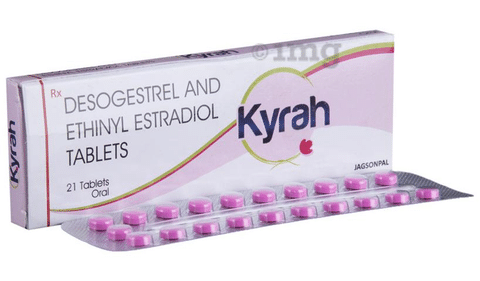 ©1mg
Rx
DESOGESTREL AND
ETHINYL ESTRADIOL
TABLETS
21 Tablets
Oral
Kyrah
JAGSONPAL
Kyrah